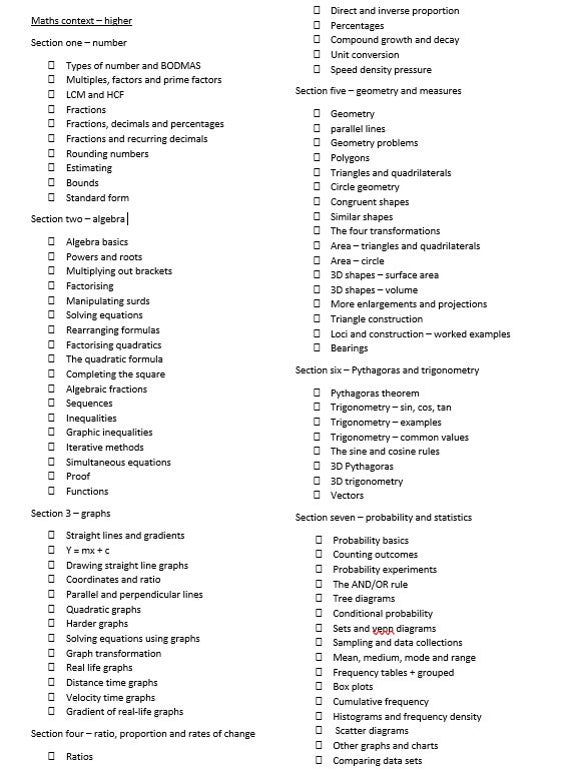 Maths context – higher
Section one – number
Types of number and BODMAS
Multiples, factors and prime factors
LCM and HCF
Fractions
Fractions, decimals and percentages
Fractions and recurring decimals
Rounding numbers
Estimating
Bounds
Standard form
Section two – algebra
Algebra basics
Powers and roots
Multiplying out brackets
Factorising
Manipulating surds
Solving equations
Rearranging formulas
Factorising quadratics
The quadratic formula
Completing the square
Algebraic fractions
Sequences
Inequalities
Graphic inequalities
Iterative methods
Simultaneous equations
Proof
Functions
Section 3 – graphs
Straight lines and gradients
Y = mx + c
Drawing straight line graphs
Coordinates and ratio
Parallel and perpendicular lines
Quadratic graphs
Harder graphs
Solving equations using graphs
Graph transformation
Real life graphs
Distance time graphs
Velocity time graphs
Gradient of real-life graphs
Section four – ratio, proportion and rates of change
Ratios
Direct and inverse proportion
Percentages
Compound growth and decay
Unit conversion
Speed density pressure
Section five – geometry and measures
Geometry
parallel lines
Geometry problems
Polygons
Triangles and quadrilaterals
Circle geometry
Congruent shapes
Similar shapes
The four transformations
Area – triangles and quadrilaterals
Area – circle
3D shapes – surface area
3D shapes – volume
More enlargements and projections
Triangle construction
Loci and construction – worked examples
Bearings
Section six – Pythagoras and trigonometry
Pythagoras theorem
Trigonometry – sin, cos, tan
Trigonometry – examples
Trigonometry – common values
The sine and cosine rules
3D Pythagoras
3D trigonometry
Vectors
Section seven – probability and statistics
Probability basics
Counting outcomes
Probability experiments
The AND/OR rule
Tree diagrams
Conditional probability
Sets and venn diagrams
Sampling and data collections
Mean, medium, mode and range
Frequency tables + grouped
Box plots
Cumulative frequency
Histograms and frequency density
Scatter diagrams
Other graphs and charts
Comparing data sets